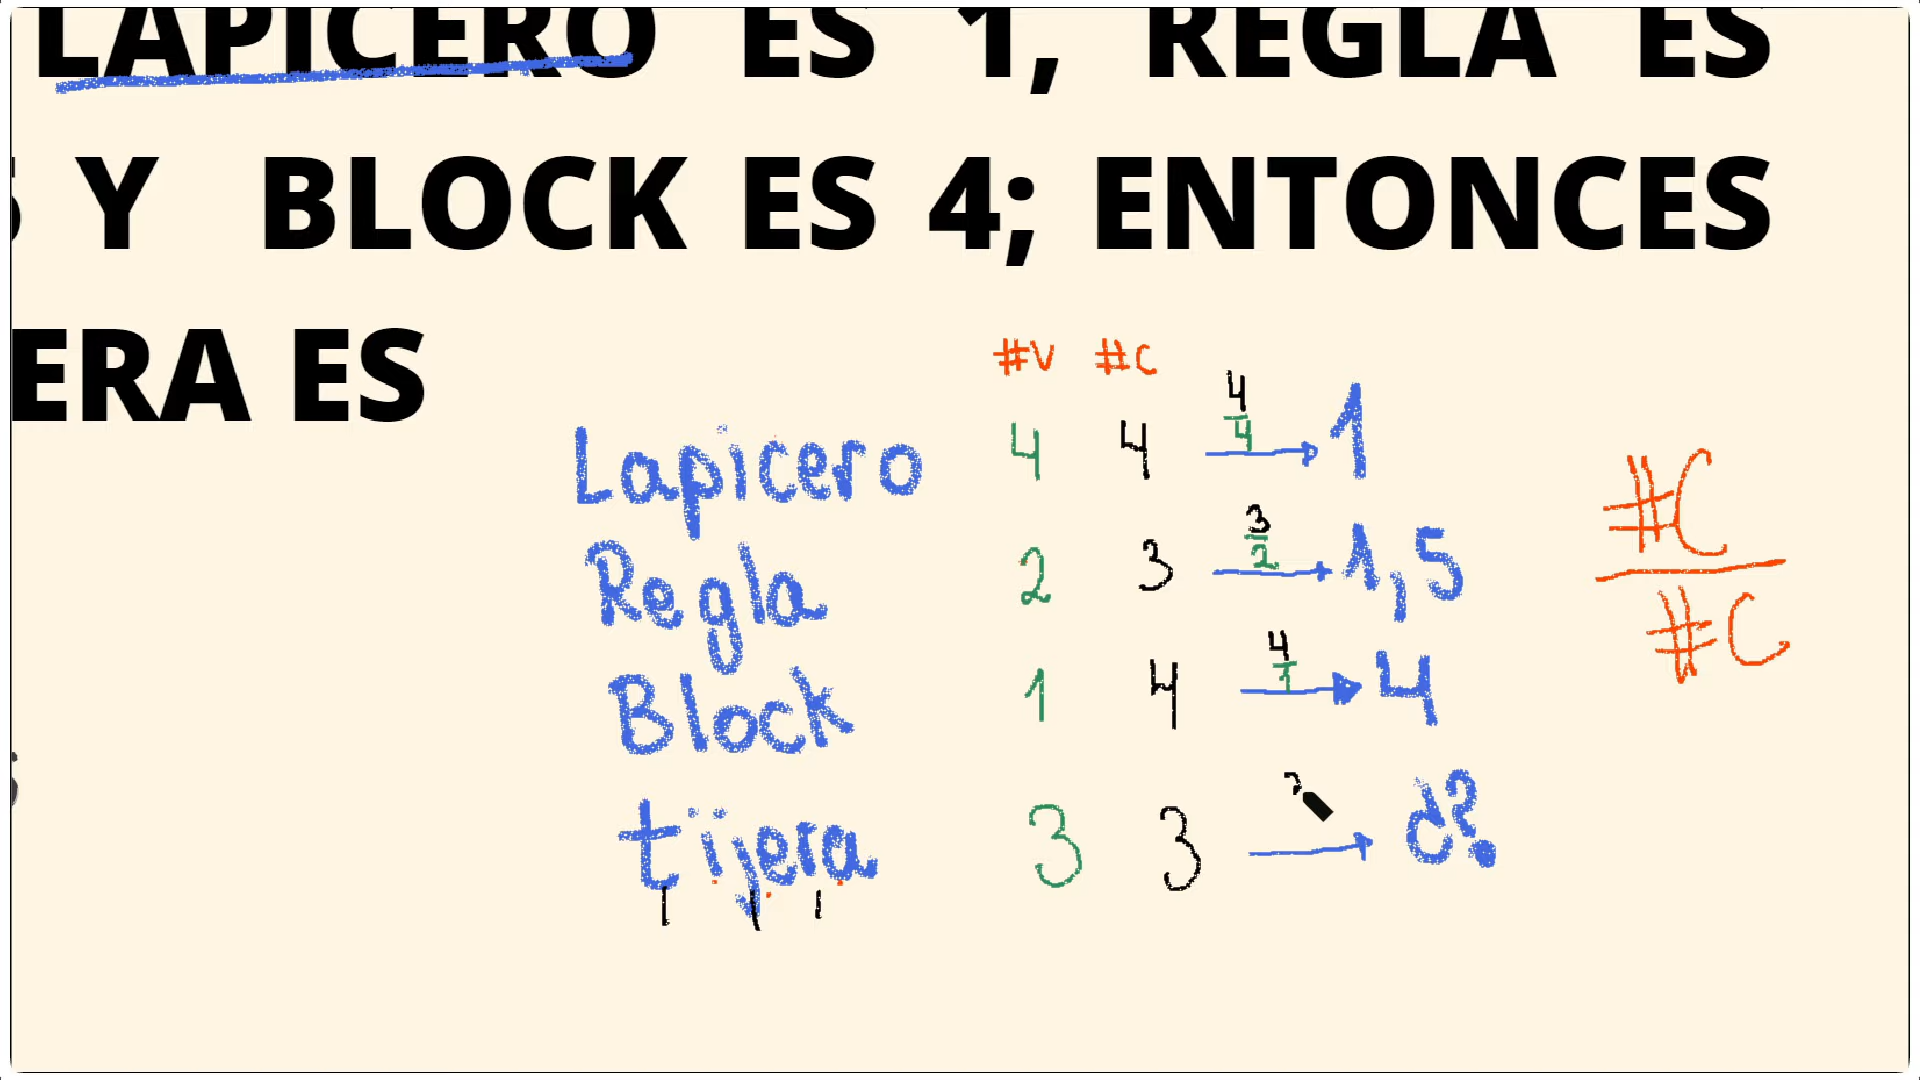 LAPICERO ES 1, REGLA ES
Y BLOCK ES 4; ENTONCES
ERA ES
#V #C
Lapicero 4 4 4/4 1
Regla 2 3 3/2 1,5
Block 1 4 4/1 4
tijera 3 3 ¿?
#C
#C